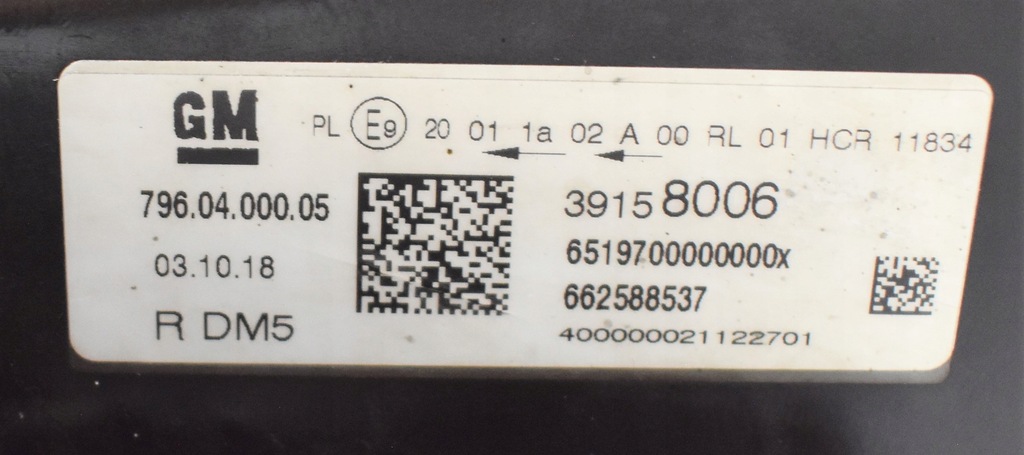 GM
PL E9 20 01 1a 02 A 00 RL 01 HCR 11834
796.04.000.05
39158006
6519700000000x
03.10.18
662588537
R DM5
400000021122701